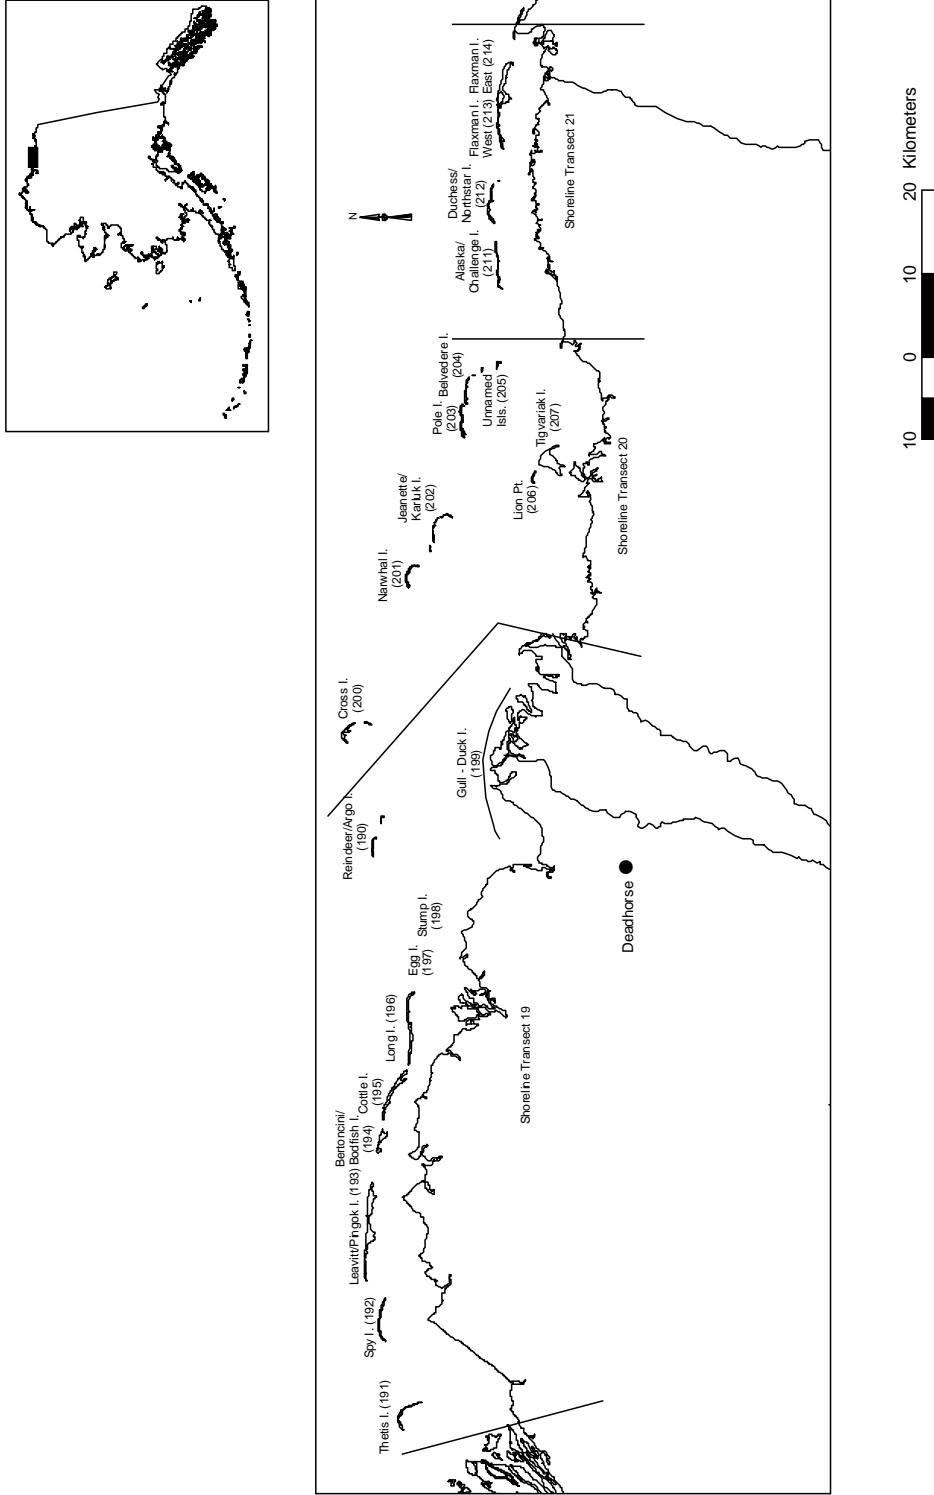 Thetis I. (191)
Spy I. (192)
Leavitt/Pingok I. (193)
Bertoncini/
Bodfish I.
(194)
Cottle I.
(195)
Long I. (196)
Egg I.
(197)
Stump I.
(198)
Reindeer/Argo I.
(190)
Cross I.
(200)
Gull - Duck I.
(199)
Narwhal I.
(201)
Jeanette/
Karluk I.
(202)
Pole I.
(203)
Belvedere I.
(204)
Unnamed
Isls. (205)
Lion Pt.
(206)
Tigvariak I.
(207)
Alaska/
Challenge I.
(211)
Duchess/
Northstar I.
(212)
Flaxman I.
West (213)
Flaxman I.
East (214)
N
Shoreline Transect 19
Shoreline Transect 20
Shoreline Transect 21
Deadhorse
10 0 10 20 Kilometers